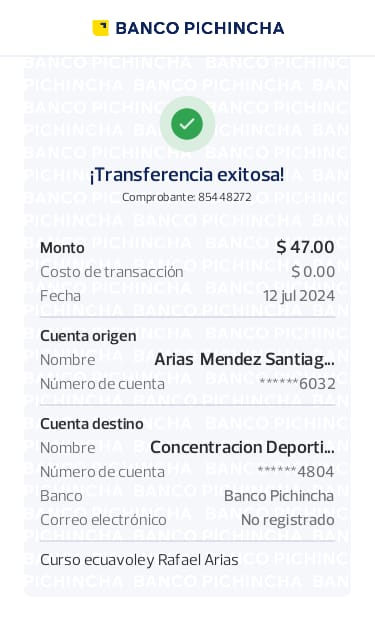 BANCO PICHINCHA
¡Transferencia exitosa!
Comprobante: 85448272
Monto $ 47.00
Costo de transacción $ 0.00
Fecha 12 jul 2024
Cuenta origen
Nombre Arias Mendez Santiag...
Número de cuenta ******6032
Cuenta destino
Nombre Concentracion Deporti...
Número de cuenta ******4804
Banco Banco Pichincha
Correo electrónico No registrado
Curso ecuavoley Rafael Arias